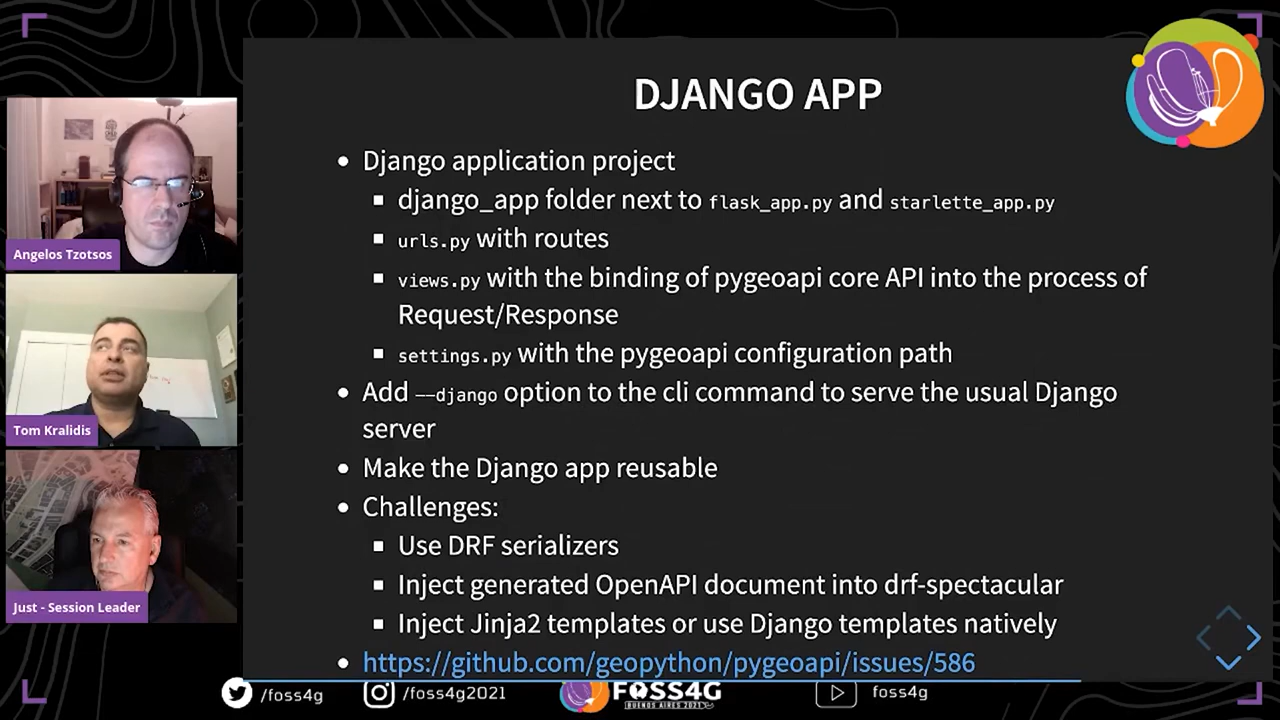 DJANGO APP
Django application project
django_app folder next to flask_app.py and starlette_app.py
urls.py with routes
views.py with the binding of pygeoapi core API into the process of
Request/Response
settings.py with the pygeoapi configuration path
Add --django option to the cli command to serve the usual Django
server
Make the Django app reusable
Challenges:
Use DRF serializers
Inject generated OpenAPI document into drf-spectacular
Inject Jinja2 templates or use Django templates natively
https://github.com/geopython/pygeoapi/issues/586
Angelos Tzotsos
Tom Kralidis
Just - Session Leader
/foss4g
/foss4g2021
FOSS4G
BUENOS AIRES 2021
foss4g